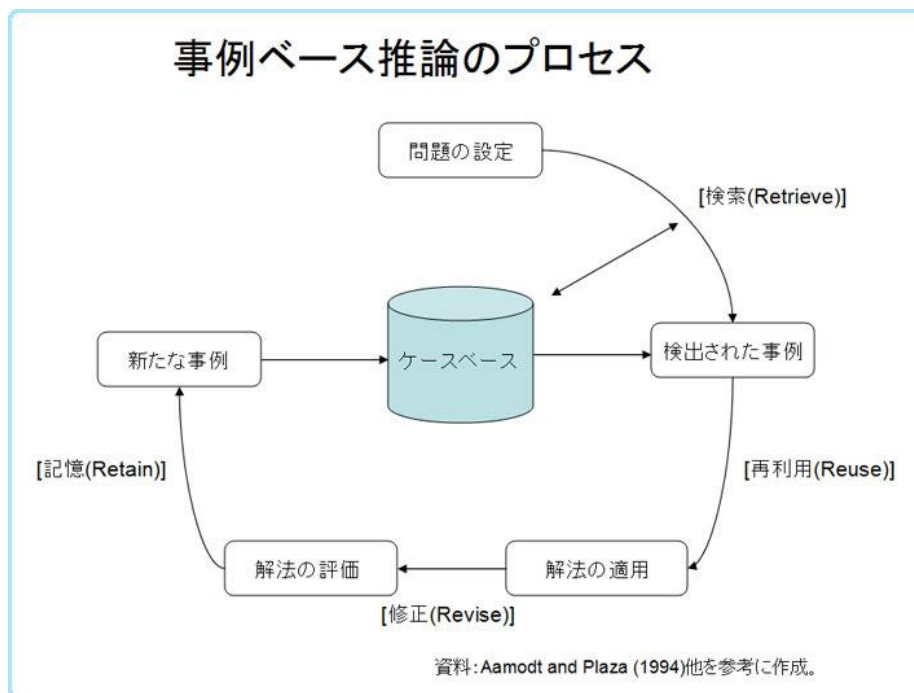 事例ベース推論のプロセス
問題の設定
[検索(Retrieve)]
新たな事例
ケースベース
検出された事例
[記憶(Retain)]
[再利用(Reuse)]
解法の評価
解法の適用
[修正(Revise)]
資料：Aamodt and Plaza (1994)他を参考に作成。